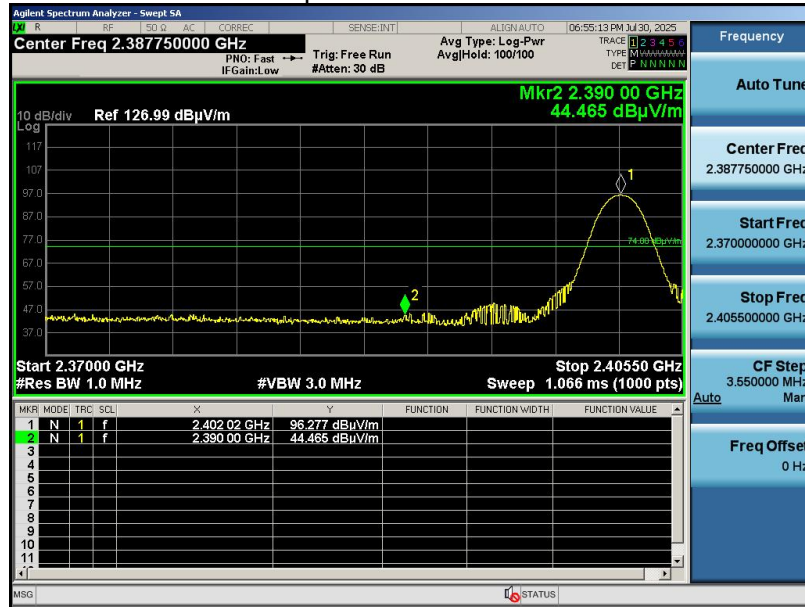 Agilent Spectrum Analyzer - Swept SA
LXI R RF 50 Ω AC CORREC SENSE:INT ALIGN AUTO 06:55:13 PM Jul 30, 2025
Center Freq 2.387750000 GHz
PNO: Fast
IFGain:Low
Trig: Free Run
#Atten: 30 dB
Avg Type: Log-Pwr
Avg|Hold: 100/100
TRACE 1 2 3 4 5 6
TYPE M
DET P N N N N N
Mkr2 2.390 00 GHz
44.465 dBµV/m
10 dB/div Ref 126.99 dBµV/m
Log
117
107
97.0
87.0
77.0
67.0
57.0
47.0
37.0
1
74.00 dBµV/m
2
Start 2.37000 GHz Stop 2.40550 GHz
#Res BW 1.0 MHz #VBW 3.0 MHz Sweep 1.066 ms (1000 pts)
MKR MODE TRC SCL X Y FUNCTION FUNCTION WIDTH FUNCTION VALUE
1 N 1 f 2.402 02 GHz 96.277 dBµV/m
2 N 1 f 2.390 00 GHz 44.465 dBµV/m
3
4
5
6
7
8
9
10
11
MSG STATUS
Frequency
Auto Tune
Center Freq
2.387750000 GHz
Start Freq
2.370000000 GHz
Stop Freq
2.405500000 GHz
CF Step
3.550000 MHz
Auto Man
Freq Offset
0 Hz